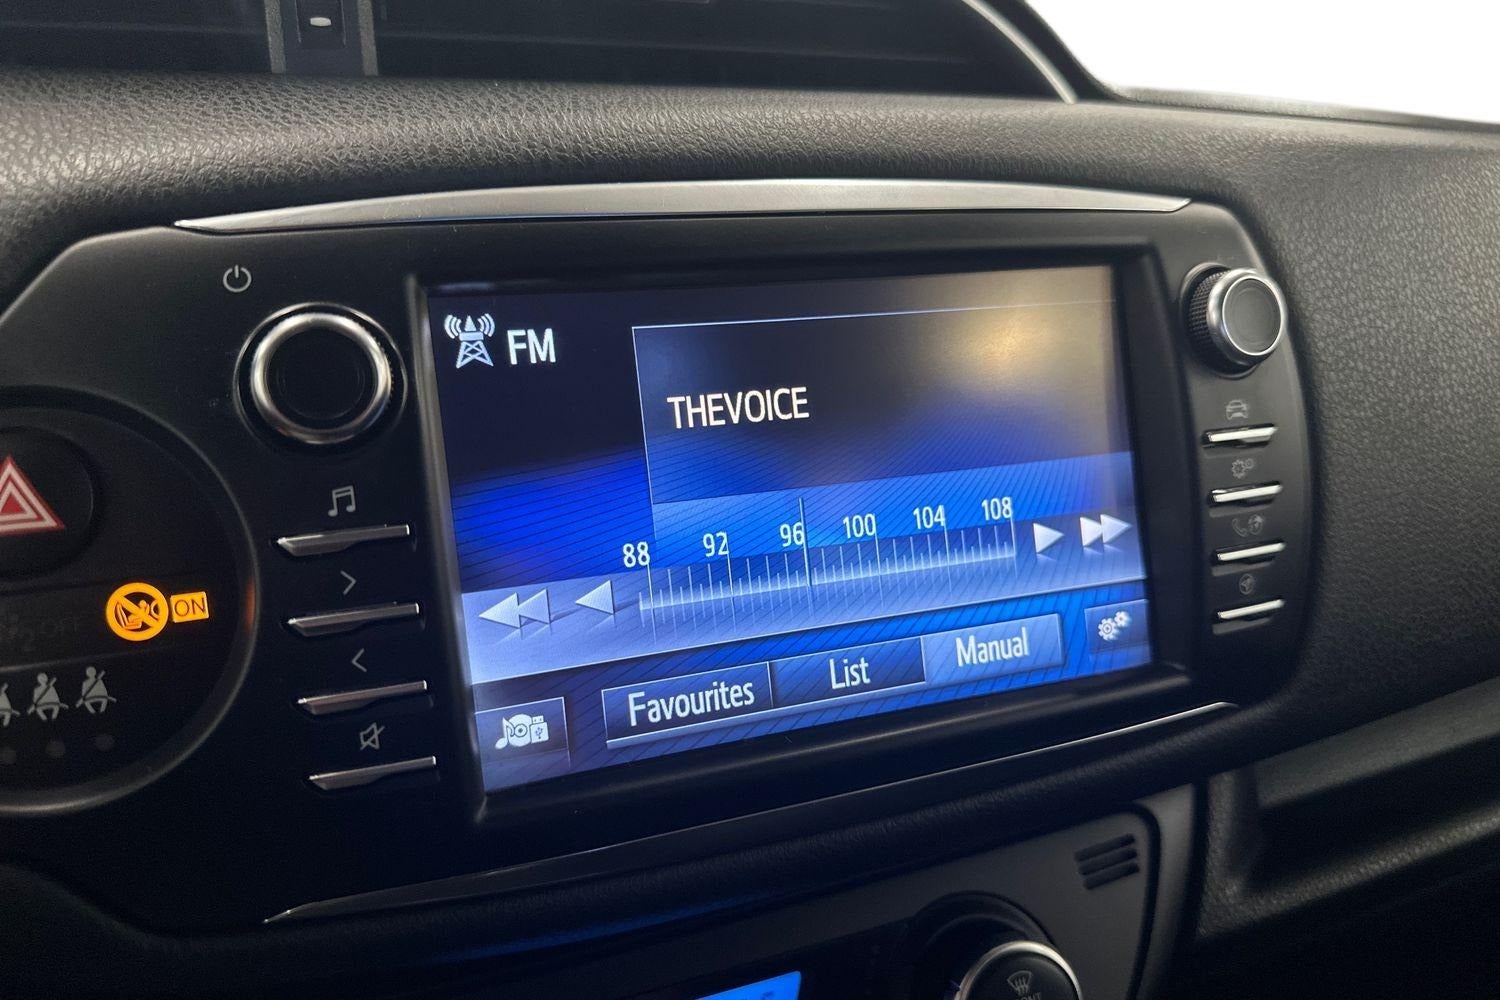 FM
THEVOICE
88 92 96 100 104 108
Favourites List Manual
ON